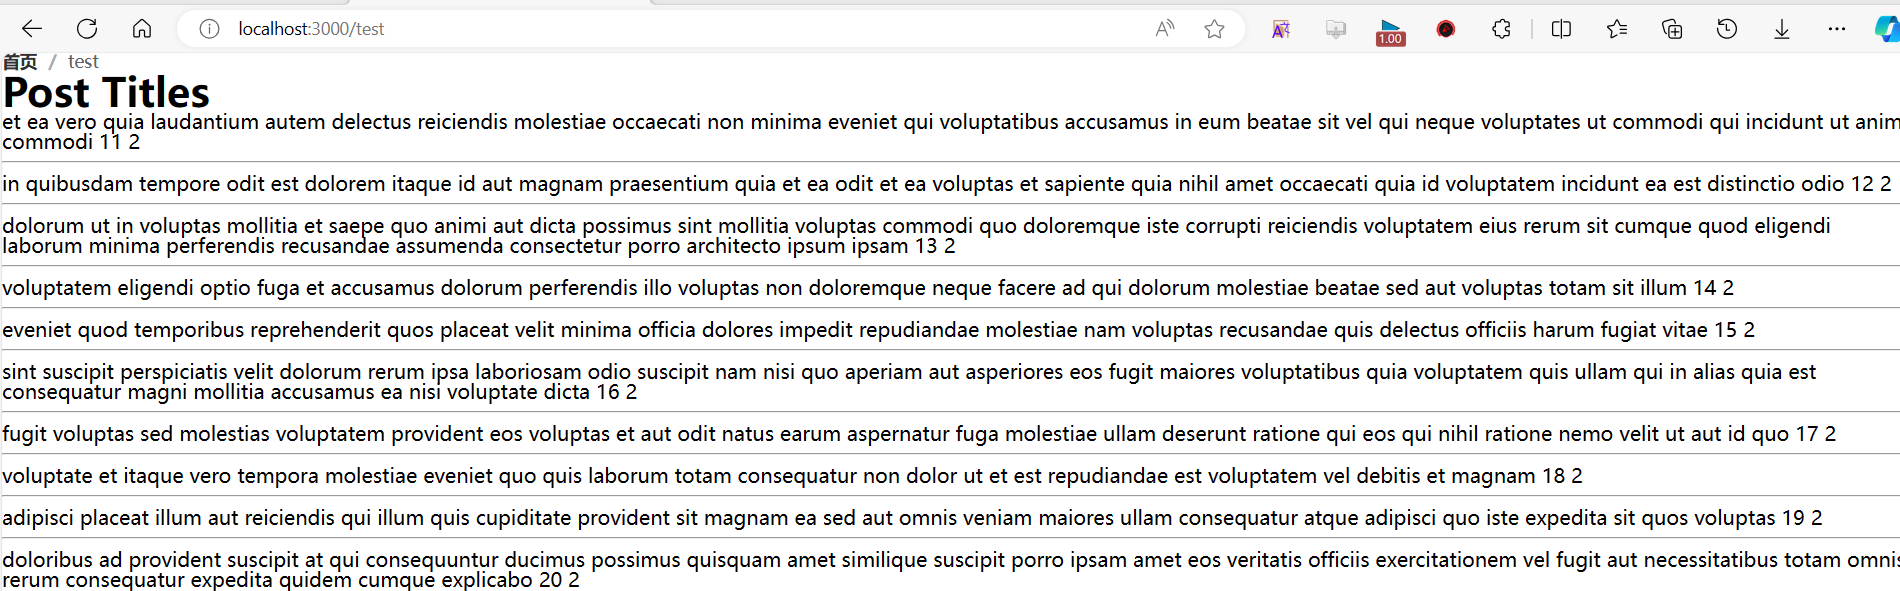 localhost:3000/test
1.00
首页 / test
Post Titles
et ea vero quia laudantium autem delectus reiciendis molestiae occaecati non minima eveniet qui voluptatibus accusamus in eum beatae sit vel qui neque voluptates ut commodi qui incidunt ut anim
commodi 11 2
in quibusdam tempore odit est dolorem itaque id aut magnam praesentium quia et ea odit et ea voluptas et sapiente quia nihil amet occaecati quia id voluptatem incidunt ea est distinctio odio 12 2
dolorum ut in voluptas mollitia et saepe quo animi aut dicta possimus sint mollitia voluptas commodi quo doloremque iste corrupti reiciendis voluptatem eius rerum sit cumque quod eligendi
laborum minima perferendis recusandae assumenda consectetur porro architecto ipsum ipsam 13 2
voluptatem eligendi optio fuga et accusamus dolorum perferendis illo voluptas non doloremque neque facere ad qui dolorum molestiae beatae sed aut voluptas totam sit illum 14 2
eveniet quod temporibus reprehenderit quos placeat velit minima officia dolores impedit repudiandae molestiae nam voluptas recusandae quis delectus officiis harum fugiat vitae 15 2
sint suscipit perspiciatis velit dolorum rerum ipsa laboriosam odio suscipit nam nisi quo aperiam aut asperiores eos fugit maiores voluptatibus quia voluptatem quis ullam qui in alias quia est
consequatur magni mollitia accusamus ea nisi voluptate dicta 16 2
fugit voluptas sed molestias voluptatem provident eos voluptas et aut odit natus earum aspernatur fuga molestiae ullam deserunt ratione qui eos qui nihil ratione nemo velit ut aut id quo 17 2
voluptate et itaque vero tempora molestiae eveniet quo quis laborum totam consequatur non dolor ut et est repudiandae est voluptatem vel debitis et magnam 18 2
adipisci placeat illum aut reiciendis qui illum quis cupiditate provident sit magnam ea sed aut omnis veniam maiores ullam consequatur atque adipisci quo iste expedita sit quos voluptas 19 2
doloribus ad provident suscipit at qui consequuntur ducimus possimus quisquam amet similique suscipit porro ipsam amet eos veritatis officiis exercitationem vel fugit aut necessitatibus totam omnis
rerum consequatur expedita quidem cumque explicabo 20 2